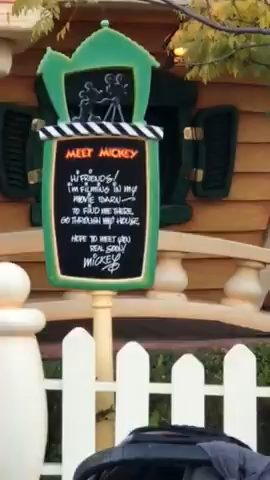 MEET MICKEY
Hi FRiENDS!
i'm FiLMiNG iN my
MOViE BARN—
TO FiND ME THERE,
GO THROUGH My HOUSE.
HOPE TO MEET yOU
REAL SOON!
Mickey